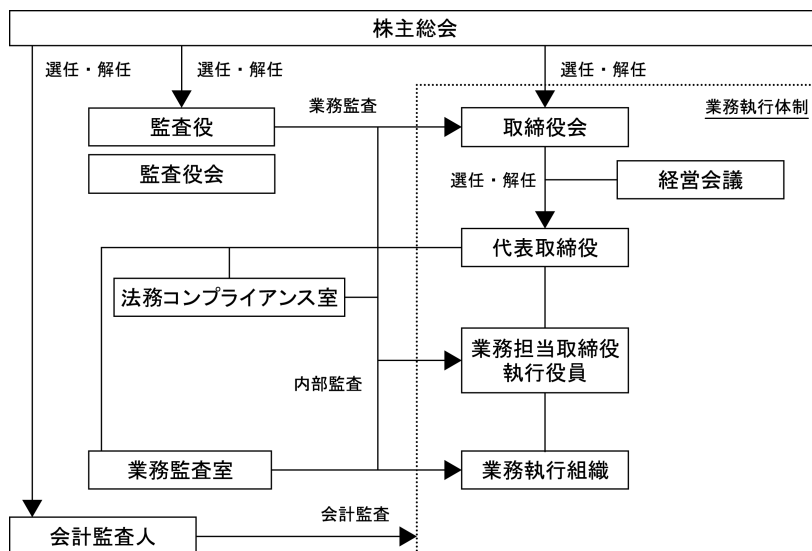 株主総会
選任・解任
選任・解任
選任・解任
業務執行体制
監査役
業務監査
取締役会
監査役会
選任・解任
経営会議
代表取締役
法務コンプライアンス室
業務担当取締役
執行役員
内部監査
業務監査室
業務執行組織
会計監査人
会計監査